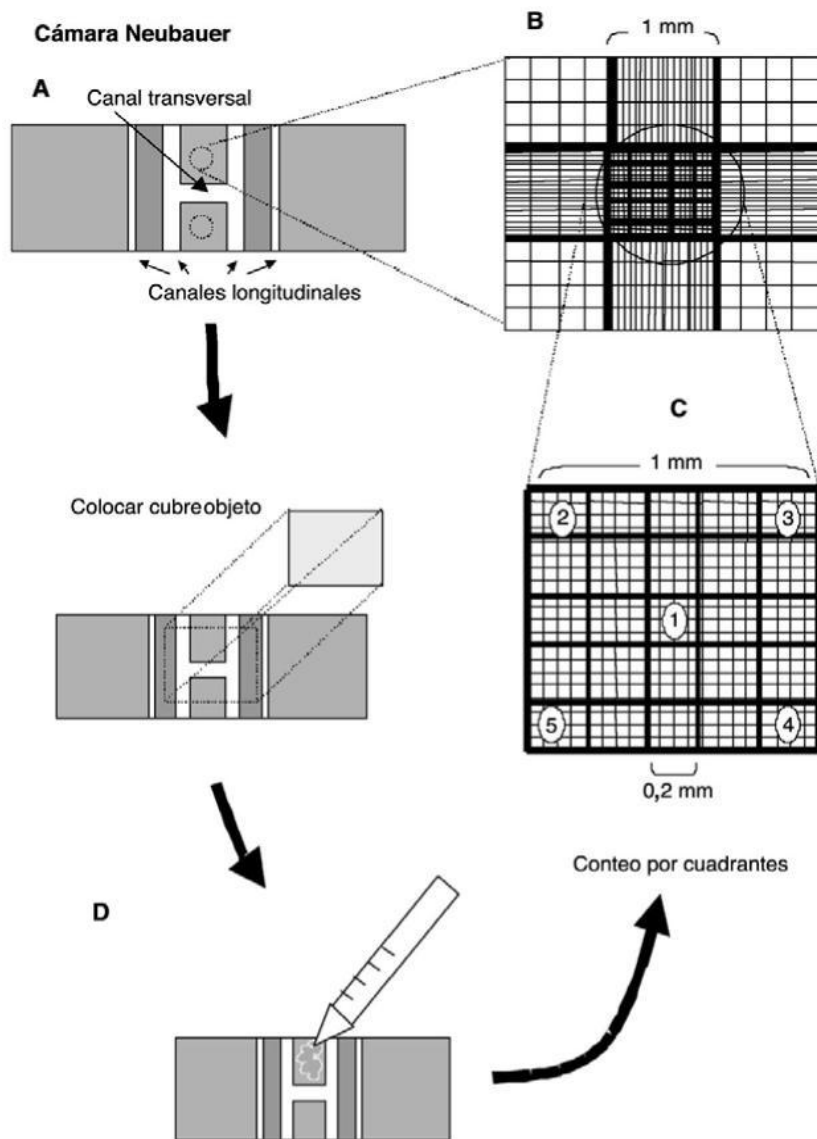 Cámara Neubauer
A
Canal transversal
Canales longitudinales
B
1 mm
C
1 mm
2
3
1
5
4
0,2 mm
Colocar cubreobjeto
D
Conteo por cuadrantes